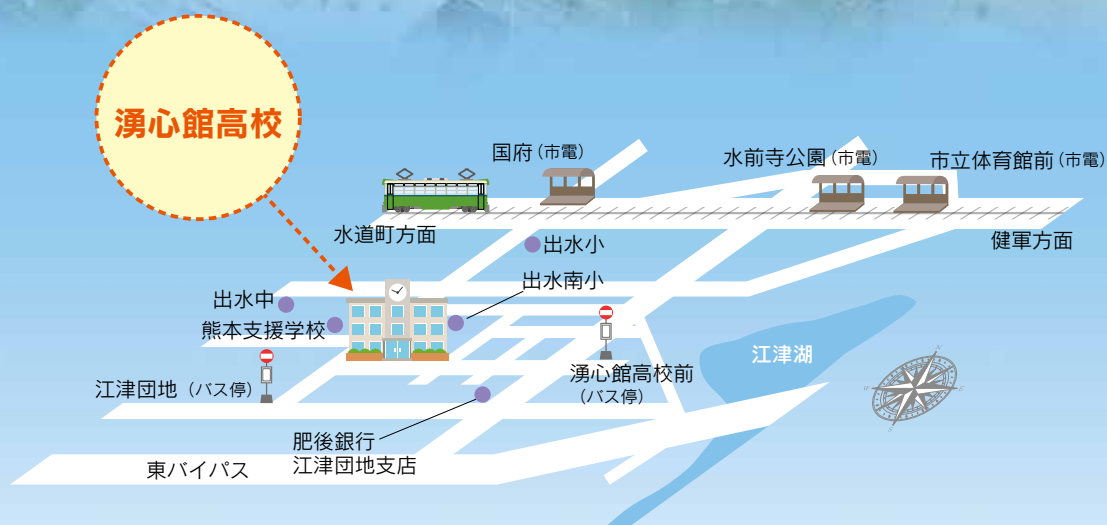 湧心館高校
国府(市電)
水前寺公園(市電)
市立体育館前(市電)
水道町方面
健軍方面
出水小
出水南小
出水中
熊本支援学校
江津湖
江津団地(バス停)
湧心館高校前
(バス停)
肥後銀行
江津団地支店
東バイパス